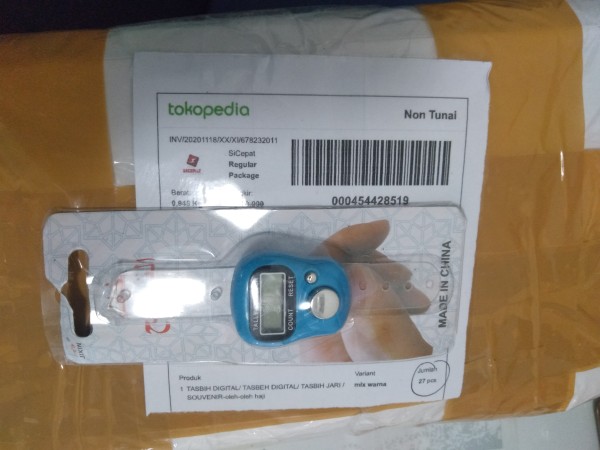 tokopedia
Non Tunai
INV/20201118/XX/XI/678232011
SiCepat
Regular
Package
000454428519
MADE IN CHINA
COUNT
RESET
Produk
Variant
Jumlah
1 TASBIH DIGITAL/ TASBEH DIGITAL/ TASBIH JARI /
mix warna
27 pcs
SOUVENIR-oleh-oleh haji